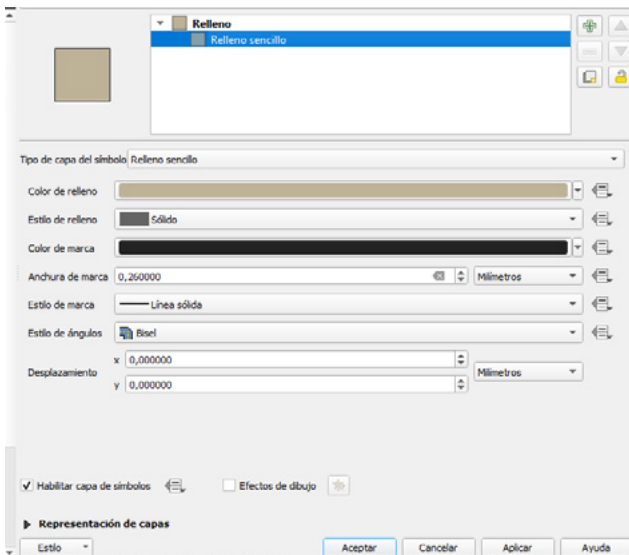 Relleno
Relleno sencillo
Tipo de capa del símbolo Relleno sencillo
Color de relleno
Estilo de relleno Sólido
Color de marca
Anchura de marca 0,260000 Milímetros
Estilo de marca Línea sólida
Estilo de ángulos Bisel
Desplazamiento x 0,000000 Milímetros
y 0,000000
Habilitar capa de símbolos Efectos de dibujo
Representación de capas
Estilo Aceptar Cancelar Aplicar Ayuda